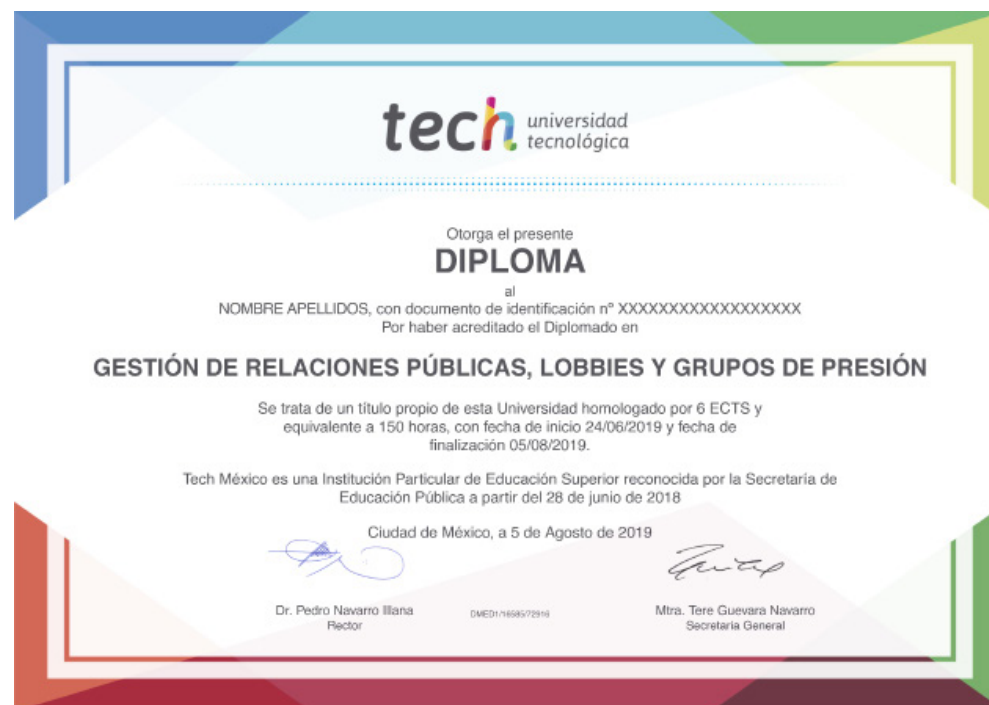 tech universidad
tecnológica
Otorga el presente
DIPLOMA
al
NOMBRE APELLIDOS, con documento de identificación nº XXXXXXXXXXXXXXXXXX
Por haber acreditado el Diplomado en
GESTIÓN DE RELACIONES PÚBLICAS, LOBBIES Y GRUPOS DE PRESIÓN
Se trata de un título propio de esta Universidad homologado por 6 ECTS y
equivalente a 150 horas, con fecha de inicio 24/06/2019 y fecha de
finalización 05/08/2019.
Tech México es una Institución Particular de Educación Superior reconocida por la Secretaría de
Educación Pública a partir del 28 de junio de 2018
Ciudad de México, a 5 de Agosto de 2019
Dr. Pedro Navarro Illana
Rector
Mtra. Tere Guevara Navarro
Secretaria General